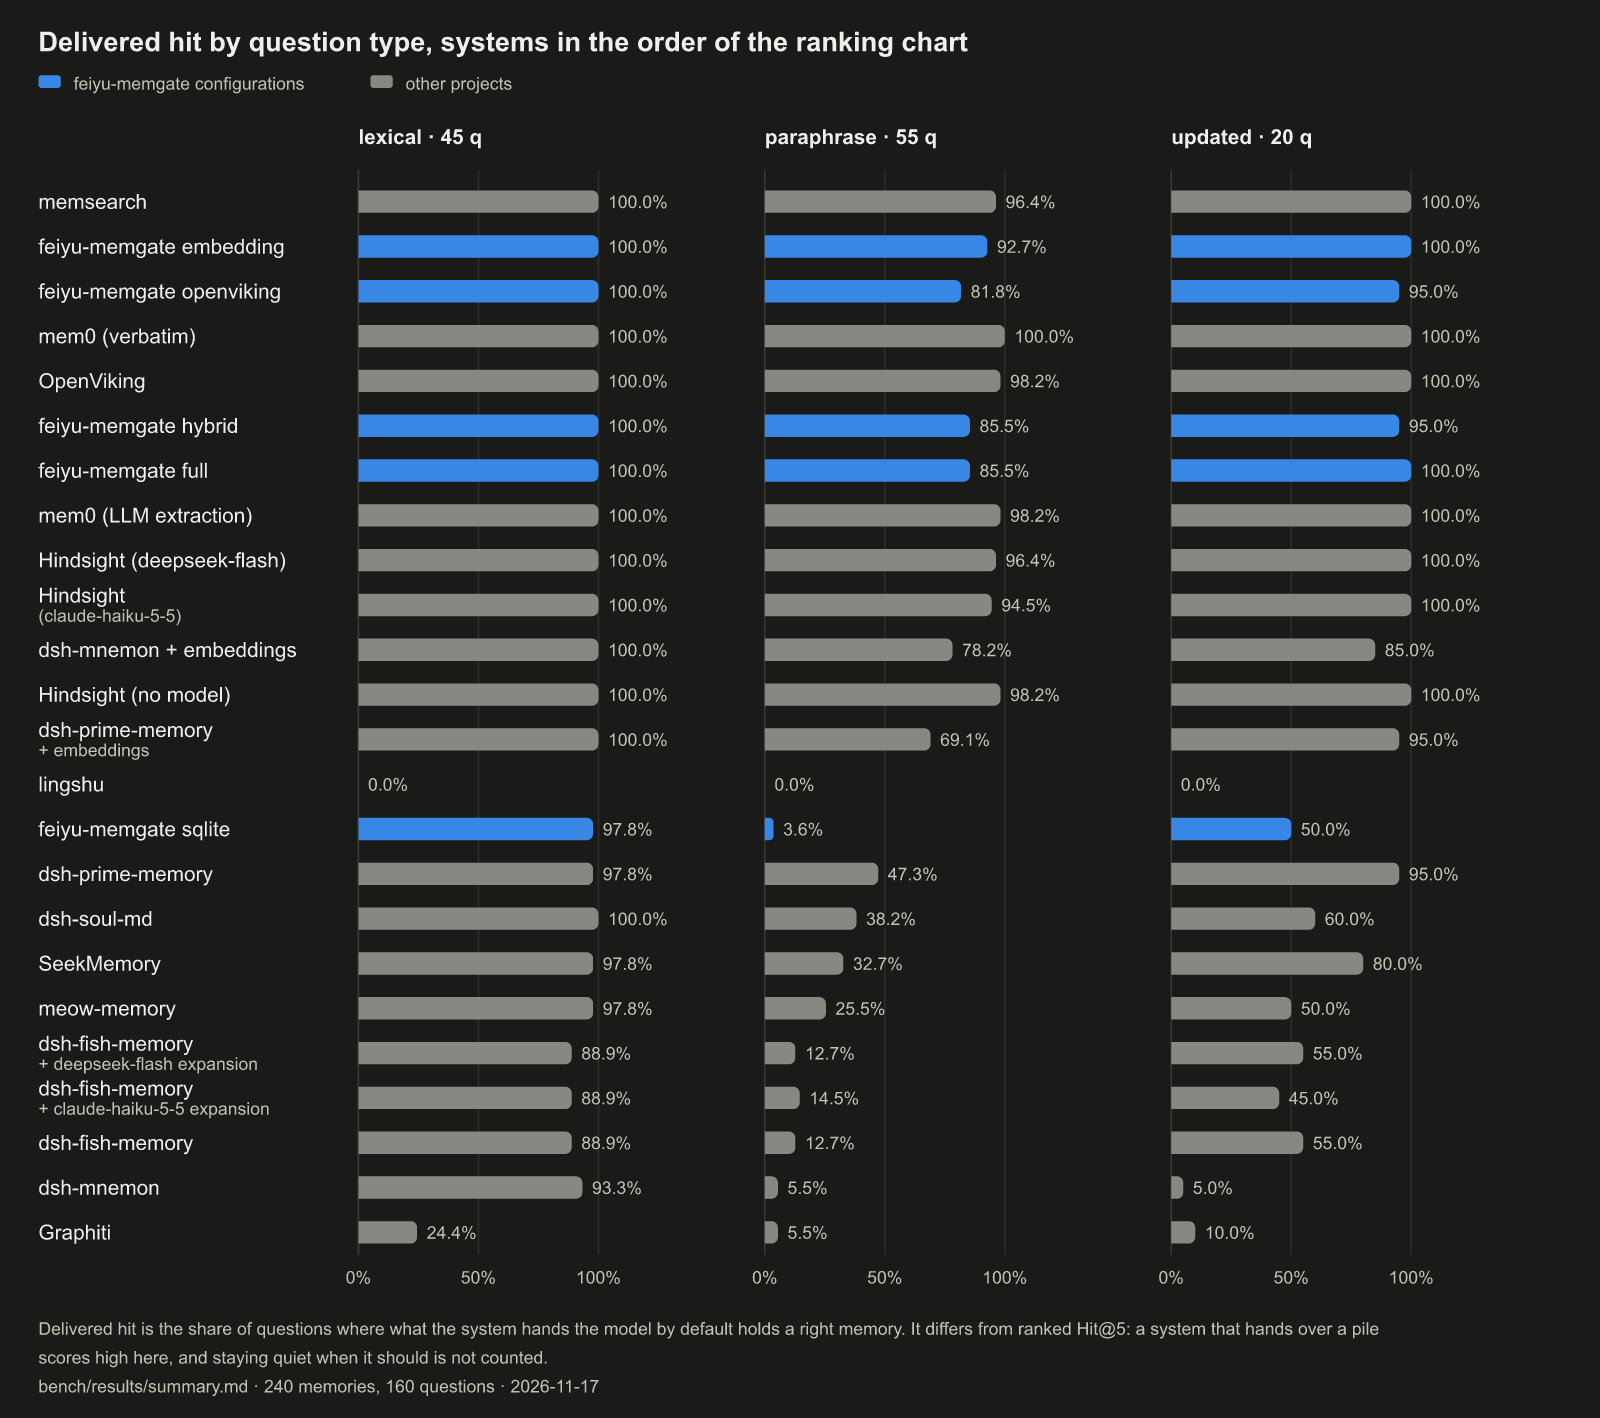 Delivered hit by question type, systems in the order of the ranking chart
feiyu-memgate configurations other projects
lexical · 45 q paraphrase · 55 q updated · 20 q
memsearch 100.0% 96.4% 100.0%
feiyu-memgate embedding 100.0% 92.7% 100.0%
feiyu-memgate openviking 100.0% 81.8% 95.0%
mem0 (verbatim) 100.0% 100.0% 100.0%
OpenViking 100.0% 98.2% 100.0%
feiyu-memgate hybrid 100.0% 85.5% 95.0%
feiyu-memgate full 100.0% 85.5% 100.0%
mem0 (LLM extraction) 100.0% 98.2% 100.0%
Hindsight (deepseek-flash) 100.0% 96.4% 100.0%
Hindsight
(claude-haiku-5-5) 100.0% 94.5% 100.0%
dsh-mnemon + embeddings 100.0% 78.2% 85.0%
Hindsight (no model) 100.0% 98.2% 100.0%
dsh-prime-memory
+ embeddings 100.0% 69.1% 95.0%
lingshu 0.0% 0.0% 0.0%
feiyu-memgate sqlite 97.8% 3.6% 50.0%
dsh-prime-memory 97.8% 47.3% 95.0%
dsh-soul-md 100.0% 38.2% 60.0%
SeekMemory 97.8% 32.7% 80.0%
meow-memory 97.8% 25.5% 50.0%
dsh-fish-memory
+ deepseek-flash expansion 88.9% 12.7% 55.0%
dsh-fish-memory
+ claude-haiku-5-5 expansion 88.9% 14.5% 45.0%
dsh-fish-memory 88.9% 12.7% 55.0%
dsh-mnemon 93.3% 5.5% 5.0%
Graphiti 24.4% 5.5% 10.0%
0% 50% 100% 0% 50% 100% 0% 50% 100%
Delivered hit is the share of questions where what the system hands the model by default holds a right memory. It differs from ranked Hit@5: a system that hands over a pile
scores high here, and staying quiet when it should is not counted.
bench/results/summary.md · 240 memories, 160 questions · 2026-11-17